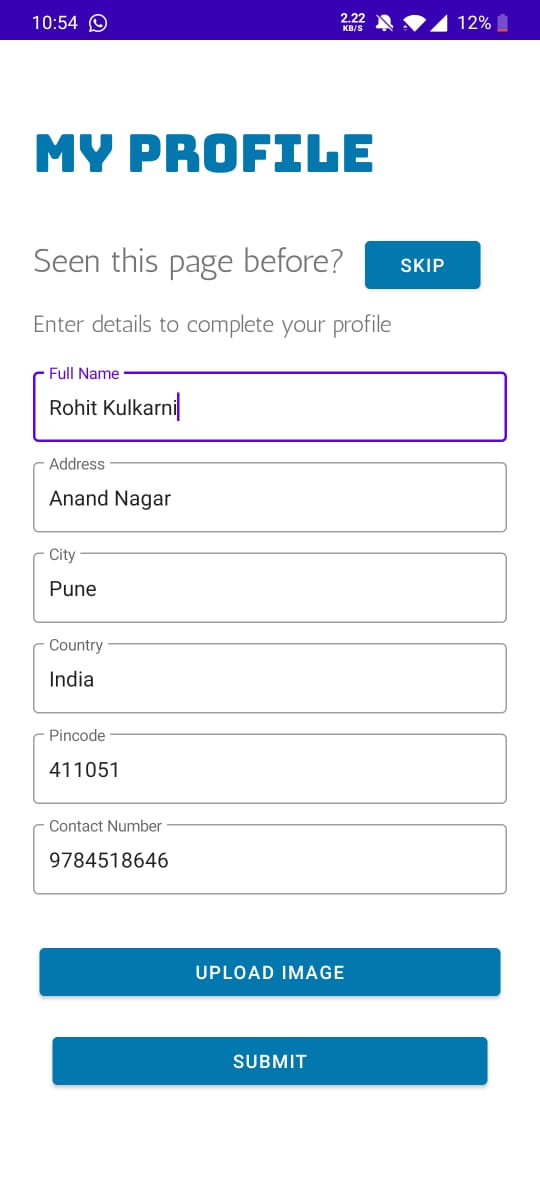 10:54 2.22 KB/S 12%
MY PROFILE
Seen this page before? SKIP
Enter details to complete your profile
Full Name
Rohit Kulkarni
Address
Anand Nagar
City
Pune
Country
India
Pincode
411051
Contact Number
9784518646
UPLOAD IMAGE
SUBMIT